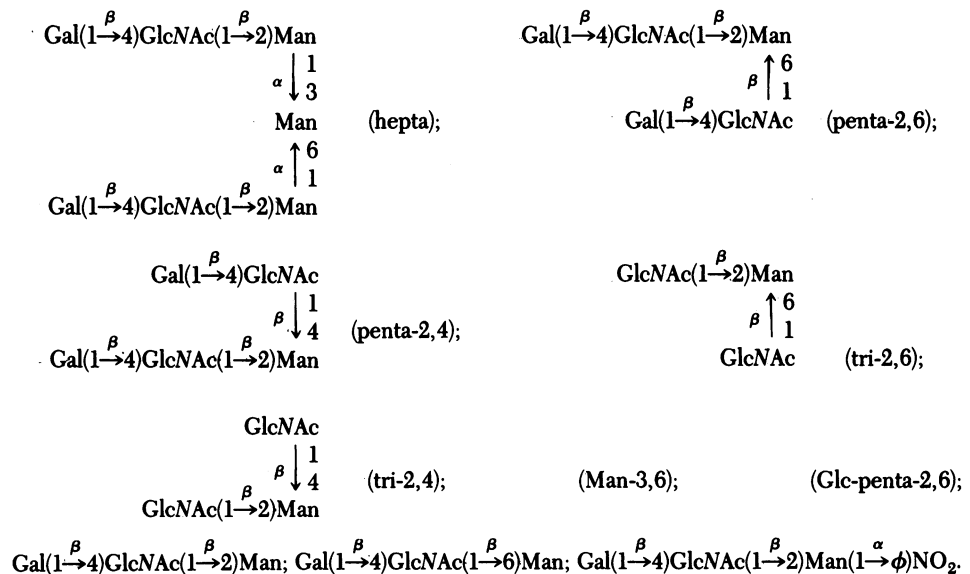 Gal(1→4)GlcNAc(1→2)Man
β β
1
α ↓
3
Man (hepta);
6
α ↑
1
β β
Gal(1→4)GlcNAc(1→2)Man
β β
Gal(1→4)GlcNAc(1→2)Man
6
β ↑
1
β
Gal(1→4)GlcNAc (penta-2,6);
β
Gal(1→4)GlcNAc
1
β ↓
4 (penta-2,4);
β β
Gal(1→4)GlcNAc(1→2)Man
β
GlcNAc(1→2)Man
6
β ↑
1
GlcNAc (tri-2,6);
GlcNAc
1
β ↓
4 (tri-2,4);
β
GlcNAc(1→2)Man
(Man-3,6); (Glc-penta-2,6);
β β β β β β α
Gal(1→4)GlcNAc(1→2)Man; Gal(1→4)GlcNAc(1→6)Man; Gal(1→4)GlcNAc(1→2)Man(1→ϕ)NO₂.